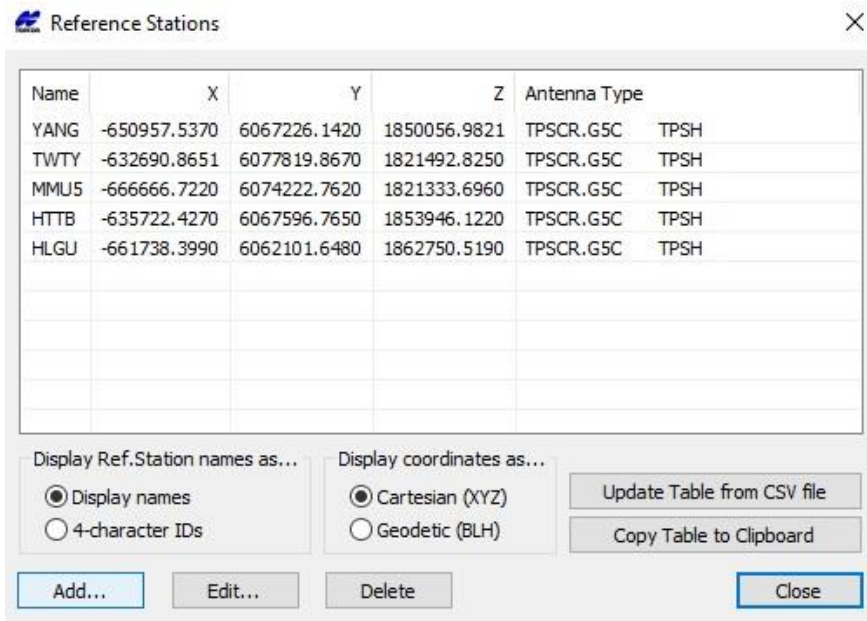 Reference Stations
Name X Y Z Antenna Type
YANG -650957.5370 6067226.1420 1850056.9821 TPSCR.G5C TPSH
TWTY -632690.8651 6077819.8670 1821492.8250 TPSCR.G5C TPSH
MMU5 -666666.7220 6074222.7620 1821333.6960 TPSCR.G5C TPSH
HTTB -635722.4270 6067596.7650 1853946.1220 TPSCR.G5C TPSH
HLGU -661738.3990 6062101.6480 1862750.5190 TPSCR.G5C TPSH
Display Ref.Station names as... Display coordinates as...
Display names Cartesian (XYZ) Update Table from CSV file
4-character IDs Geodetic (BLH) Copy Table to Clipboard
Add... Edit... Delete Close